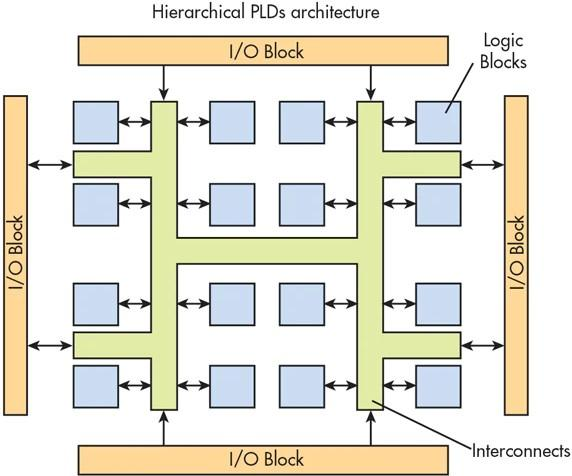 Hierarchical PLDs architecture
I/O Block
Logic
Blocks
I/O Block
I/O Block
Interconnects
I/O Block